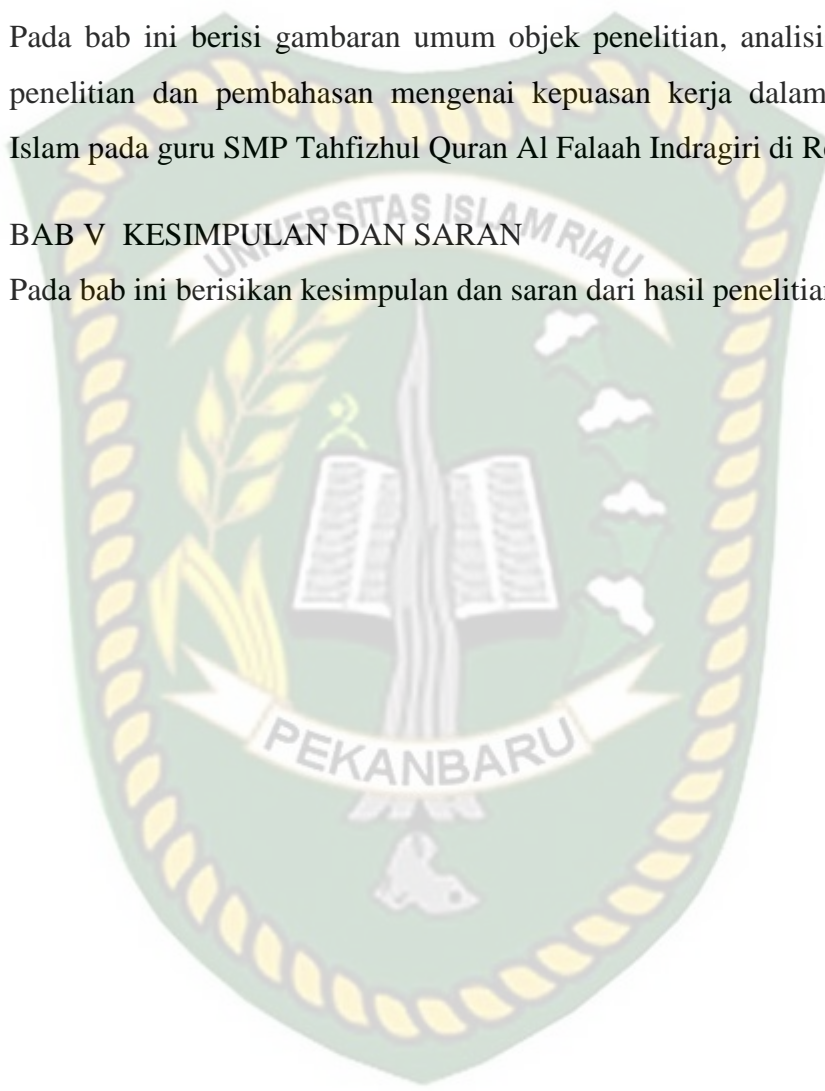 Pada bab ini berisi gambaran umum objek penelitian,
penelitian dan pembahasan mengenai kepuasan kerja dalam
Islam pada guru SMP Tahfizhul Quran Al Falaah Indragiri di
BAB V KESIMPULAN DAN SARAN
Pada bab ini berisikan kesimpulan dan saran dari hasil
UNIVERSITAS ISLAM RIAU
PEKANBARU